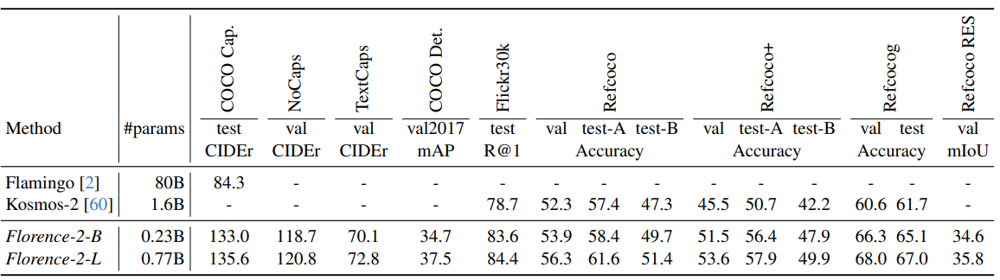 COCO Cap. NoCaps TextCaps COCO Det. Flickr30k Refcoco Refcoco+ Refcocog Refcoco RES
Method #params test val val val2017 test val test-A test-B val test-A test-B val test val
CIDEr CIDEr CIDEr mAP R@1 Accuracy Accuracy Accuracy mIoU
Flamingo [2] 80B 84.3 - - - - - - - - - - - - -
Kosmos-2 [60] 1.6B - - - - 78.7 52.3 57.4 47.3 45.5 50.7 42.2 60.6 61.7 -
Florence-2-B 0.23B 133.0 118.7 70.1 34.7 83.6 53.9 58.4 49.7 51.5 56.4 47.9 66.3 65.1 34.6
Florence-2-L 0.77B 135.6 120.8 72.8 37.5 84.4 56.3 61.6 51.4 53.6 57.9 49.9 68.0 67.0 35.8